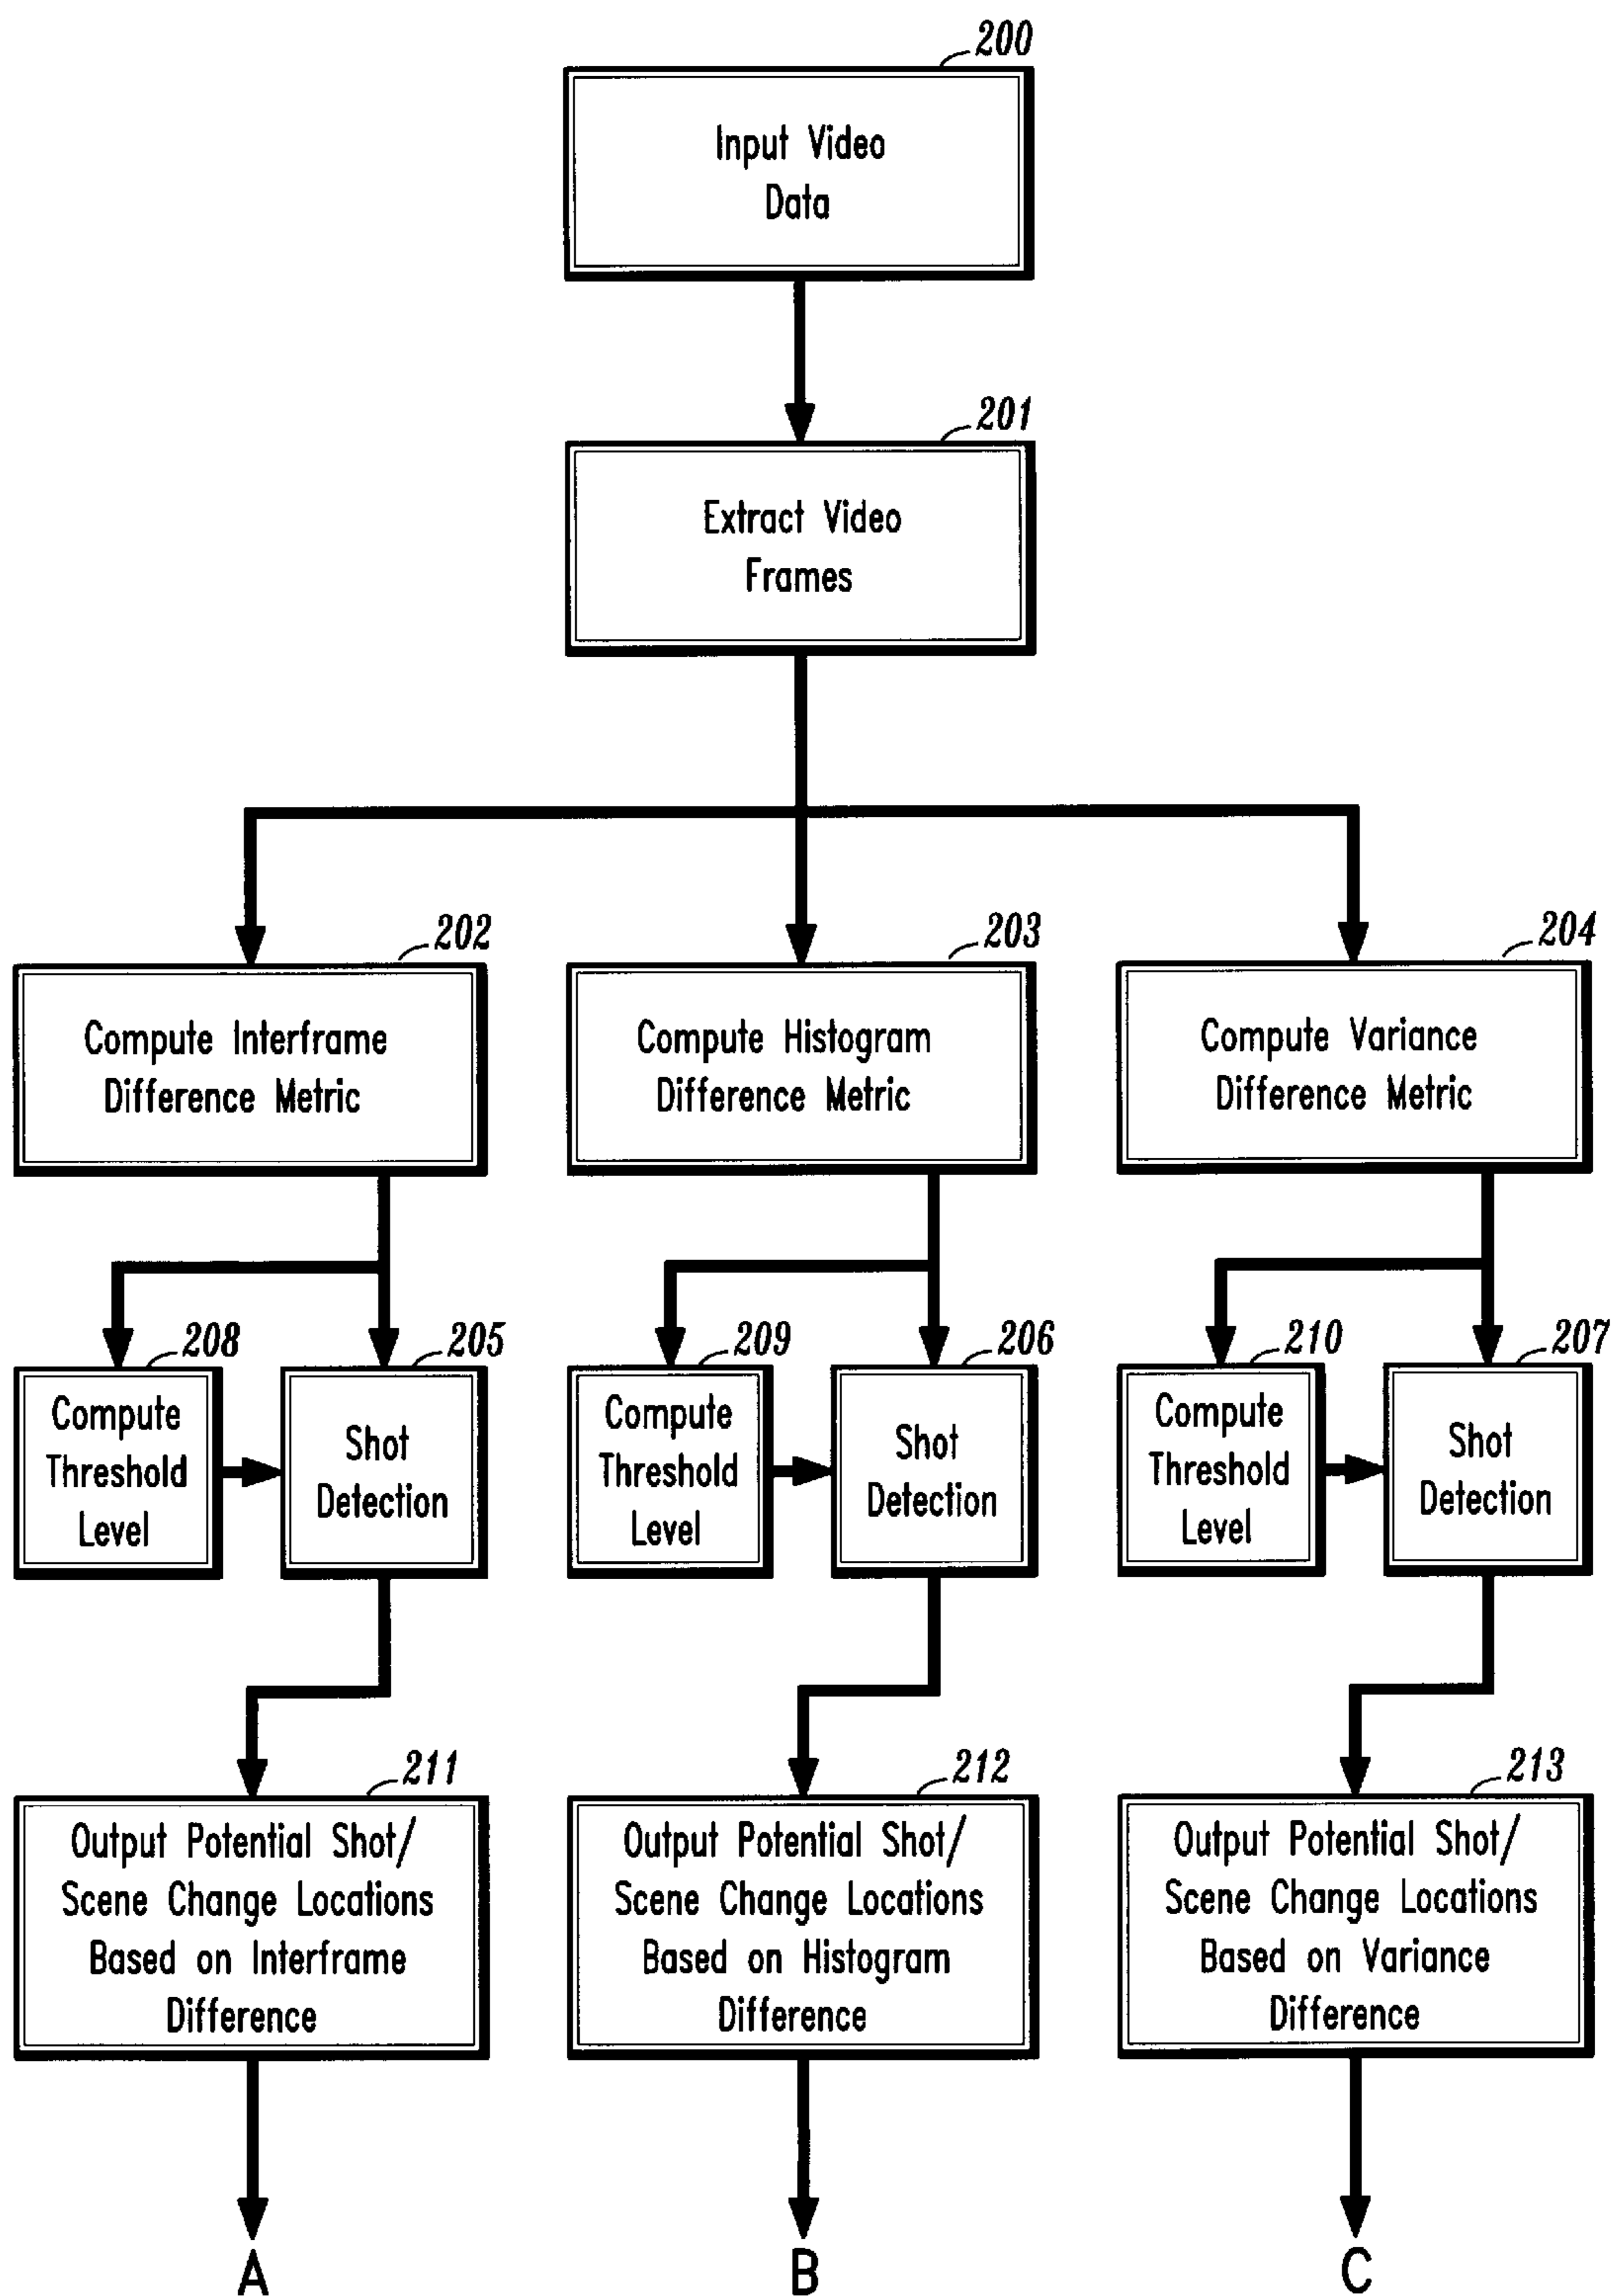 200
Input Video
Data
201
Extract Video
Frames
202
Compute Interframe
Difference Metric
203
Compute Histogram
Difference Metric
204
Compute Variance
Difference Metric
208
Compute
Threshold
Level
205
Shot
Detection
209
Compute
Threshold
Level
206
Shot
Detection
210
Compute
Threshold
Level
207
Shot
Detection
211
Output Potential Shot/
Scene Change Locations
Based on Interframe
Difference
212
Output Potential Shot/
Scene Change Locations
Based on Histogram
Difference
213
Output Potential Shot/
Scene Change Locations
Based on Variance
Difference
A
B
C